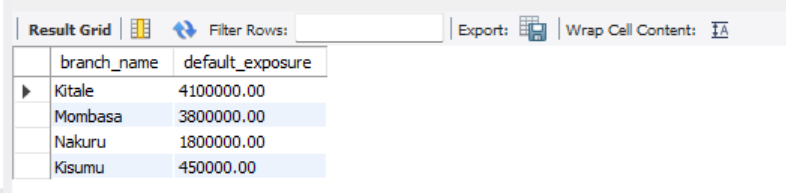 Result Grid Filter Rows: Export: Wrap Cell Content:
branch_name default_exposure
Kitale 4100000.00
Mombasa 3800000.00
Nakuru 1800000.00
Kisumu 450000.00